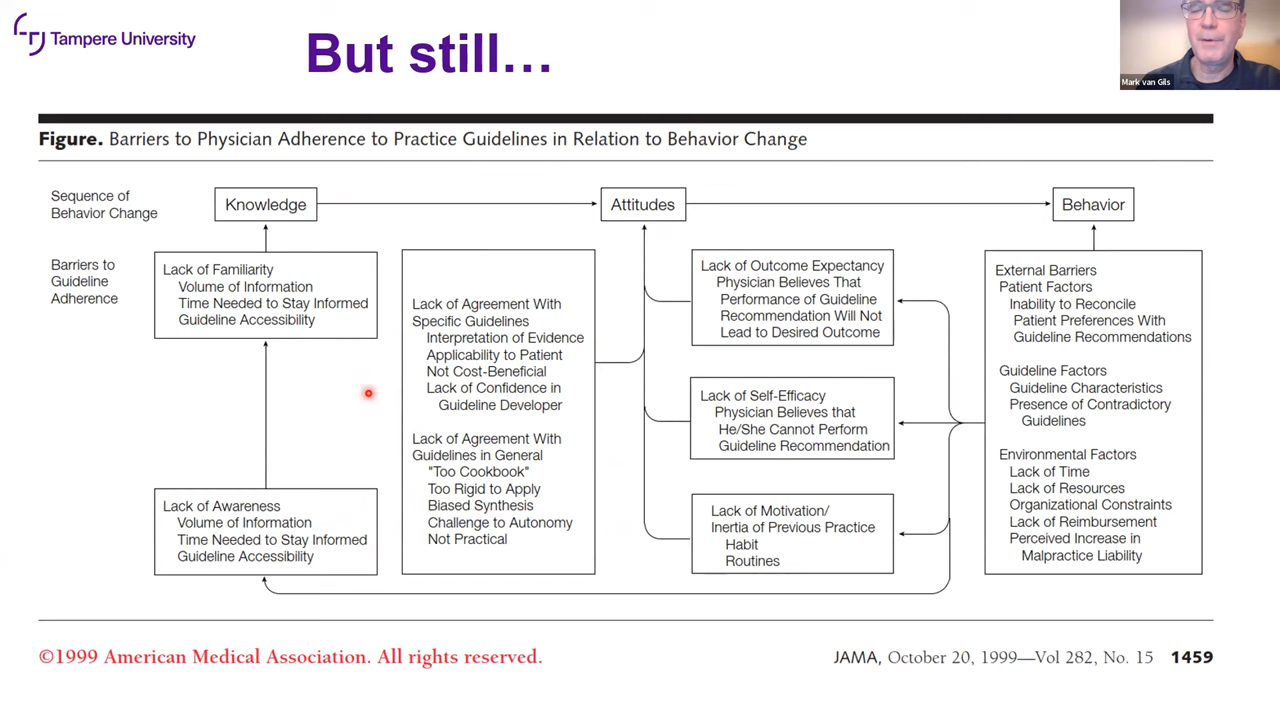 Tampere University
But still…
Mark van Gils
Figure. Barriers to Physician Adherence to Practice Guidelines in Relation to Behavior Change
Sequence of
Behavior Change
Knowledge
Attitudes
Behavior
Barriers to
Guideline
Adherence
Lack of Familiarity
Volume of Information
Time Needed to Stay Informed
Guideline Accessibility
Lack of Awareness
Volume of Information
Time Needed to Stay Informed
Guideline Accessibility
Lack of Agreement With
Specific Guidelines
Interpretation of Evidence
Applicability to Patient
Not Cost-Beneficial
Lack of Confidence in
Guideline Developer
Lack of Agreement With
Guidelines in General
"Too Cookbook"
Too Rigid to Apply
Biased Synthesis
Challenge to Autonomy
Not Practical
Lack of Outcome Expectancy
Physician Believes That
Performance of Guideline
Recommendation Will Not
Lead to Desired Outcome
Lack of Self-Efficacy
Physician Believes that
He/She Cannot Perform
Guideline Recommendation
Lack of Motivation/
Inertia of Previous Practice
Habit
Routines
External Barriers
Patient Factors
Inability to Reconcile
Patient Preferences With
Guideline Recommendations
Guideline Factors
Guideline Characteristics
Presence of Contradictory
Guidelines
Environmental Factors
Lack of Time
Lack of Resources
Organizational Constraints
Lack of Reimbursement
Perceived Increase in
Malpractice Liability
©1999 American Medical Association. All rights reserved.
JAMA, October 20, 1999—Vol 282, No. 15 1459